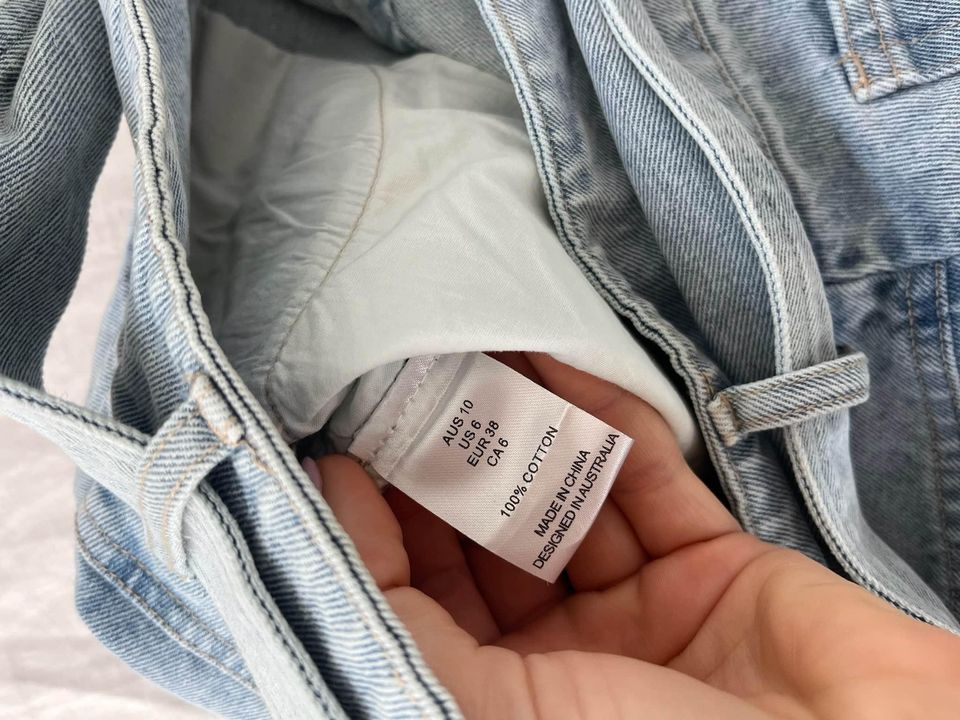 AUS 10
US 6
EUR 38
CA 6
100% COTTON
MADE IN CHINA
DESIGNED IN AUSTRALIA